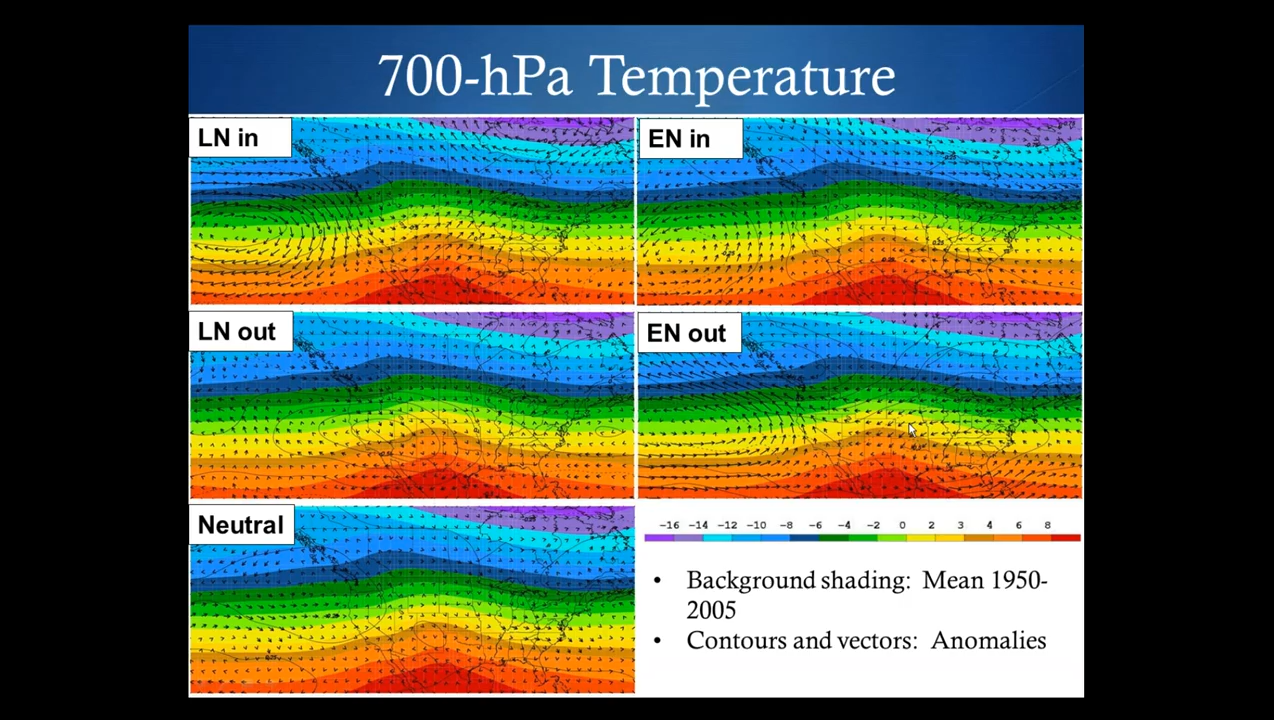 700-hPa Temperature
LN in
EN in
LN out
EN out
Neutral
-16 -14 -12 -10 -8 -6 -4 -2 0 2 4 6 8
• Background shading: Mean 1950-
2005
• Contours and vectors: Anomalies